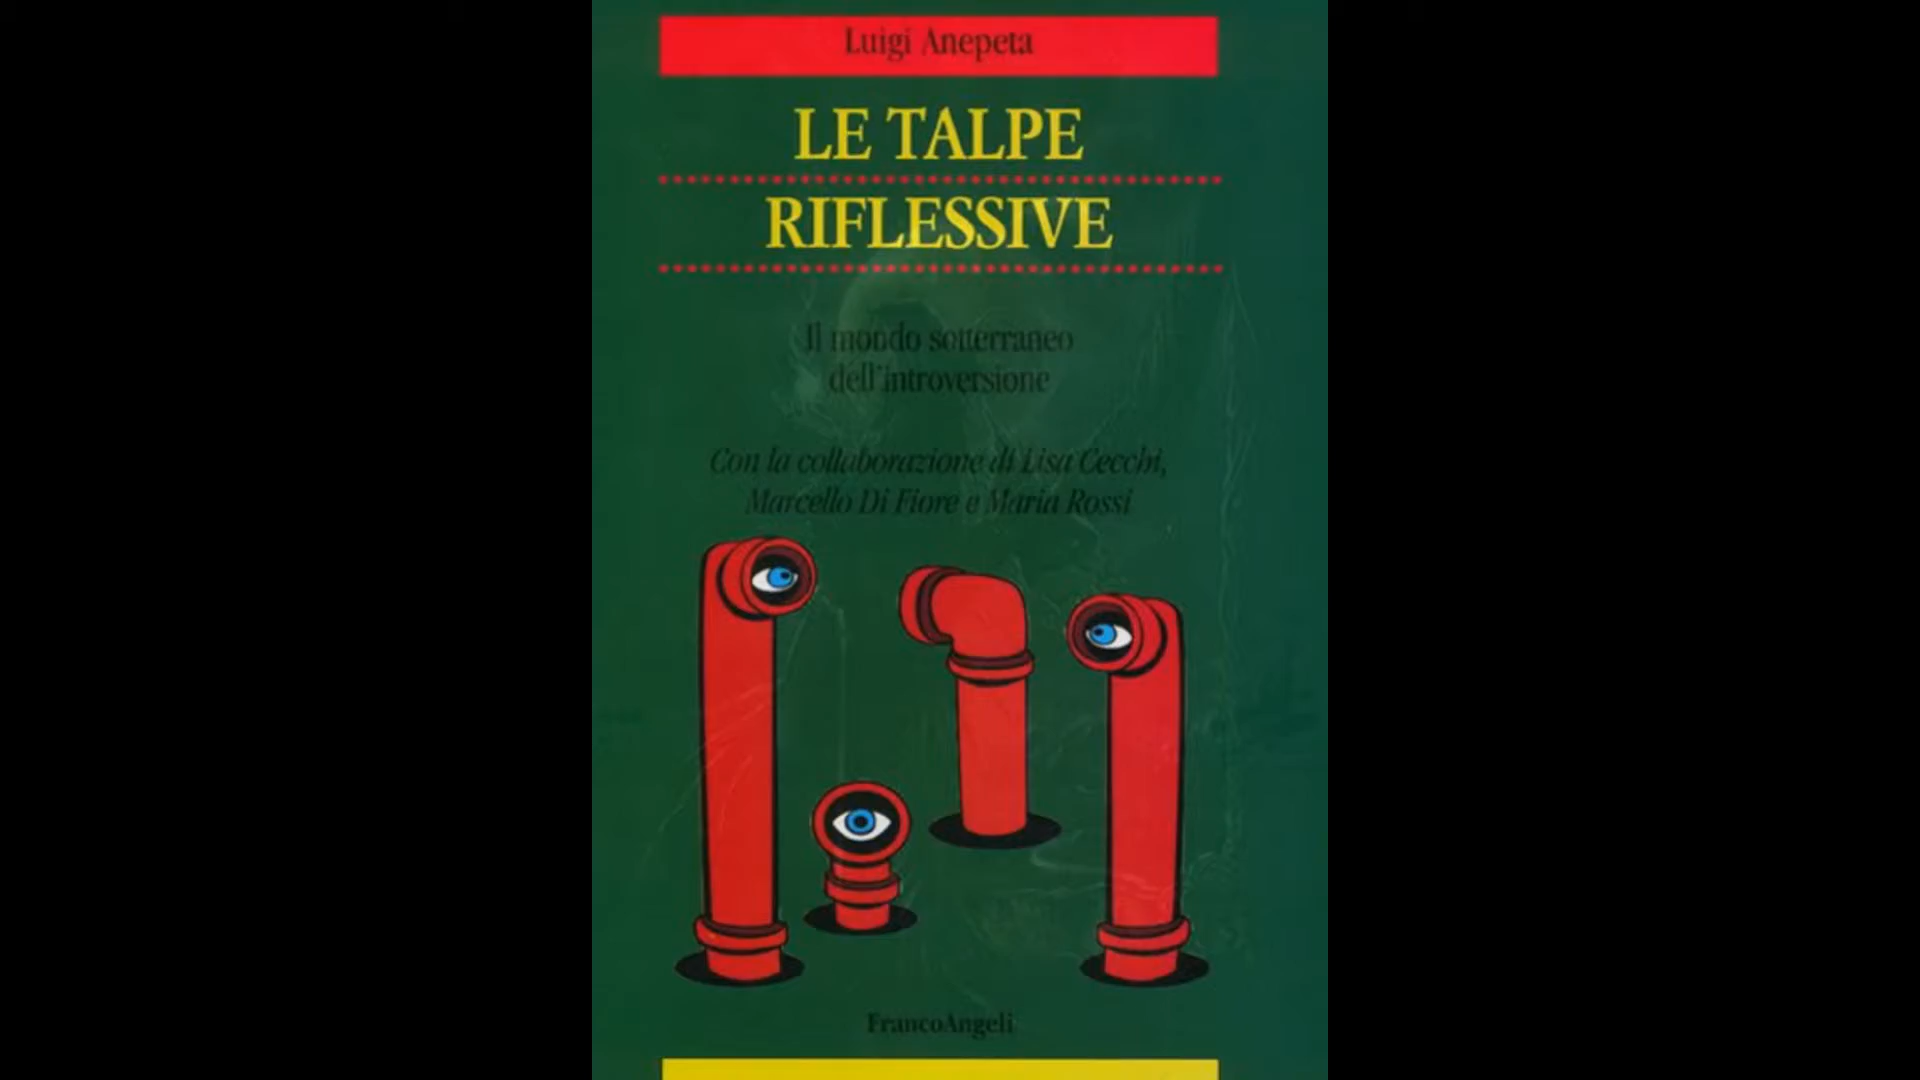 Luigi Anepeta
LE TALPE
RIFLESSIVE
Il mondo sotterraneo
dell'introversione
Con la collaborazione di Lisa Cecchi,
Marcello Di Fiore e Maria Rossi
FrancoAngeli